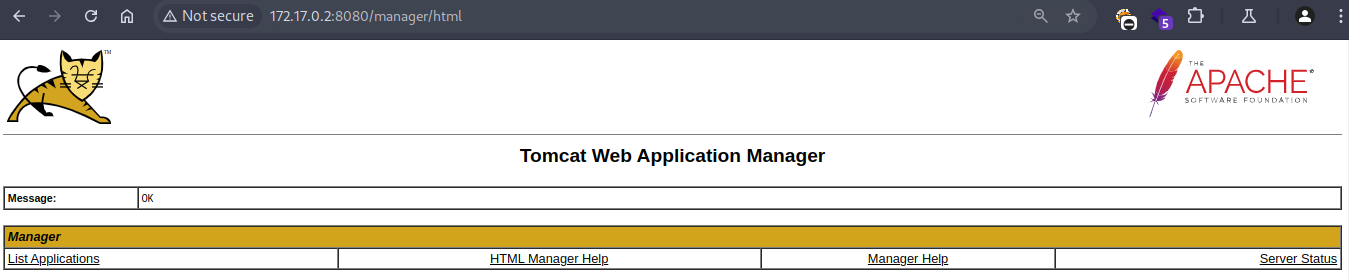 Not secure 172.17.0.2:8080/manager/html
5
TM
THE
APACHE®
SOFTWARE FOUNDATION
Tomcat Web Application Manager
Message: OK
Manager
List Applications HTML Manager Help Manager Help Server Status